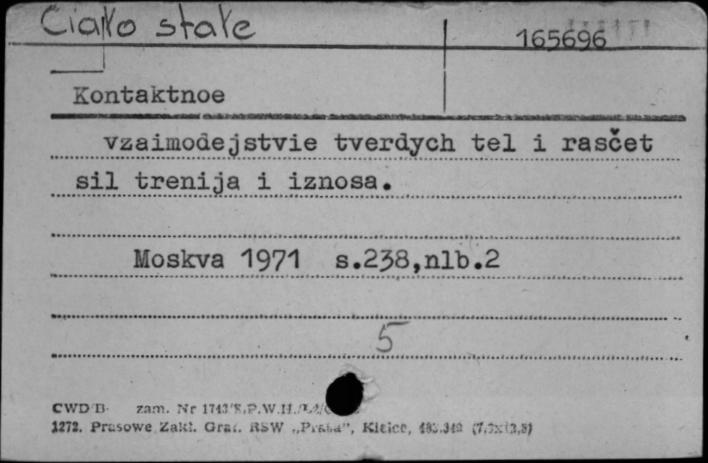 Ciało stałe
165696
Kontaktnoe
vzaimodejstvie tverdych tel i rasčet
sil trenija i iznosa.
Moskva 1971 s.238,nlb.2
5
CWD/B zam. Nr
1272. Prasowe Zakł. Graf. RSW „Prasa", Kielce,